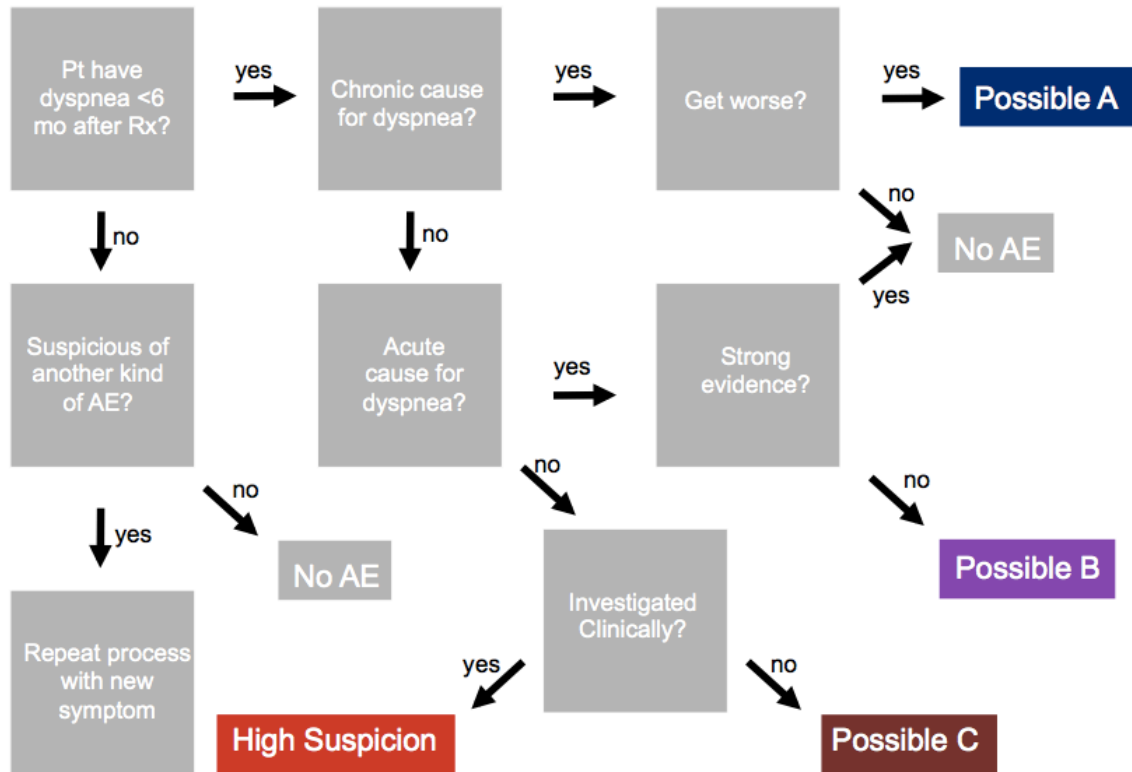 Pt have
dyspnea <6
mo after Rx?
yes
Chronic cause
for dyspnea?
yes
Get worse?
yes
Possible A
no
no
no
No AE
yes
Suspicious of
another kind
of AE?
Acute
cause for
dyspnea?
yes
Strong
evidence?
no
no
no
yes
No AE
Possible B
Investigated
Clinically?
Repeat process
with new
symptom
yes
no
High Suspicion
Possible C